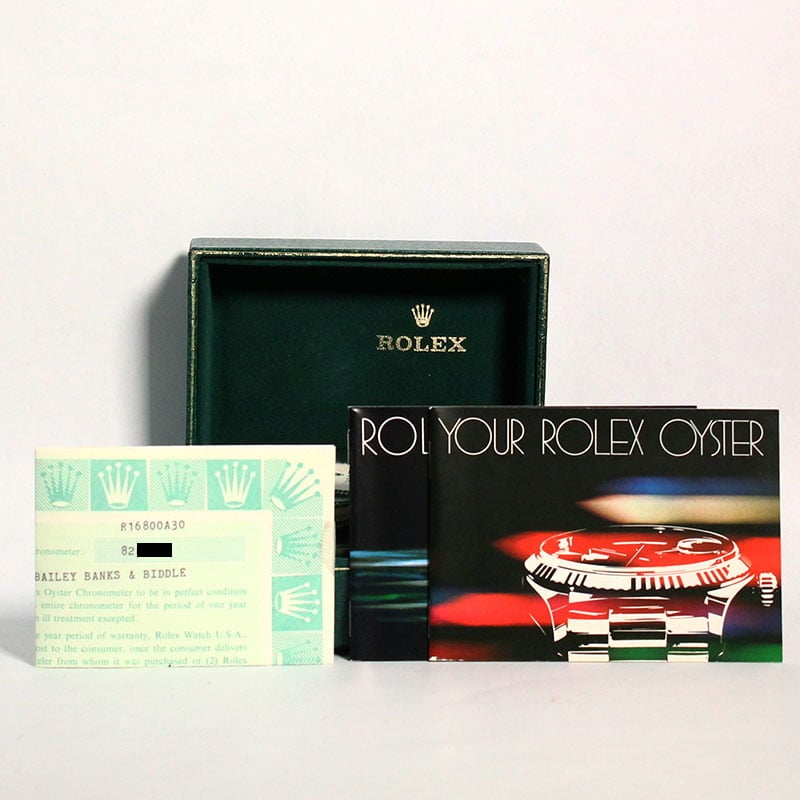 ROLEX
ROL
YOUR ROLEX OYSTER
R16800A30
ronometer: 82
BAILEY BANKS & BIDDLE
x Oyster Chronometer to be in perfect condition
entire chronometer for the period of one year
ill treatment excepted.
e year period of warranty, Rolex Watch U.S.A.,
ost to the consumer, once the consumer delivers
eler from whom it was purchased or (2) Rolex